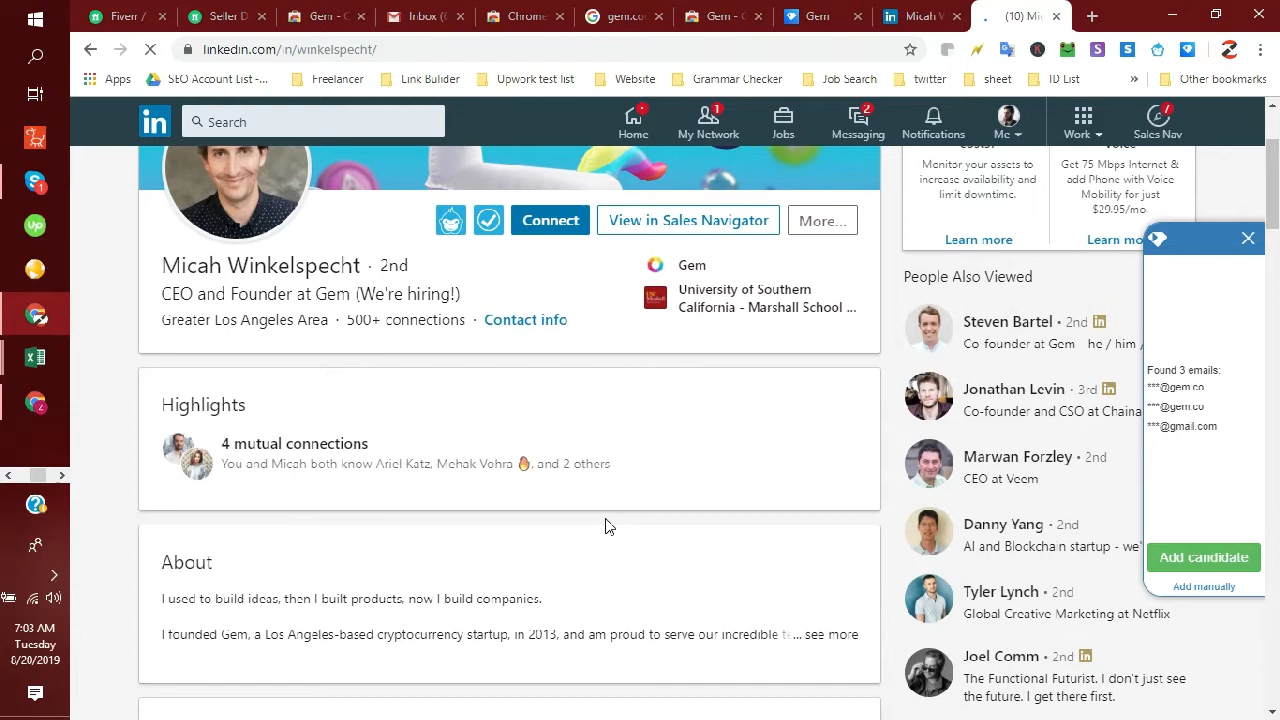 Fiverr /
Seller D
Gem - C
Inbox (
Chrome
gem.co
Gem - C
Gem
Micah W
(10) Mi
linkedin.com/in/winkelspecht/
Apps
SEO Account List -...
Freelancer
Link Builder
Upwork test list
Website
Grammar Checker
Job Serch
twitter
sheet
ID List
Other bookmarks
in
Search
Home
1
My Network
Jobs
2
Messaging
Notifications
Me
Work
7
Sales Nav
Monitor your assets to
increase availability and
limit downtime.
Learn more
Voice
Get 75 Mbps Internet &
add Phone with Voice
Mobility for just
$29.95/mo
Learn mo
Connect
View in Sales Navigator
More...
Micah Winkelspecht · 2nd
CEO and Founder at Gem (We're hiring!)
Greater Los Angeles Area · 500+ connections · Contact info
Gem
University of Southern
California - Marshall School ...
Highlights
4 mutual connections
You and Micah both know Ariel Katz, Mehak Vohra 🔥, and 2 others
About
I used to build ideas, then I built products, now I build companies.
I founded Gem, a Los Angeles-based cryptocurrency startup, in 2013, and am proud to serve our incredible te... see more
People Also Viewed
Steven Bartel • 2nd
Co-founder at Gem – he / him /
Jonathan Levin • 3rd
Co-founder and CSO at Chaina
Marwan Forzley • 2nd
CEO at Veem
Danny Yang • 2nd
AI and Blockchain startup - we'
Tyler Lynch • 2nd
Global Creative Marketing at Netflix
Joel Comm • 2nd
The Functional Futurist. I don't just see
the future. I get there first.
Found 3 emails:
***@gem.co
***@gem.co
***@gmail.com
Add candidate
Add manually
7:03 AM
Tuesday
8/20/2019